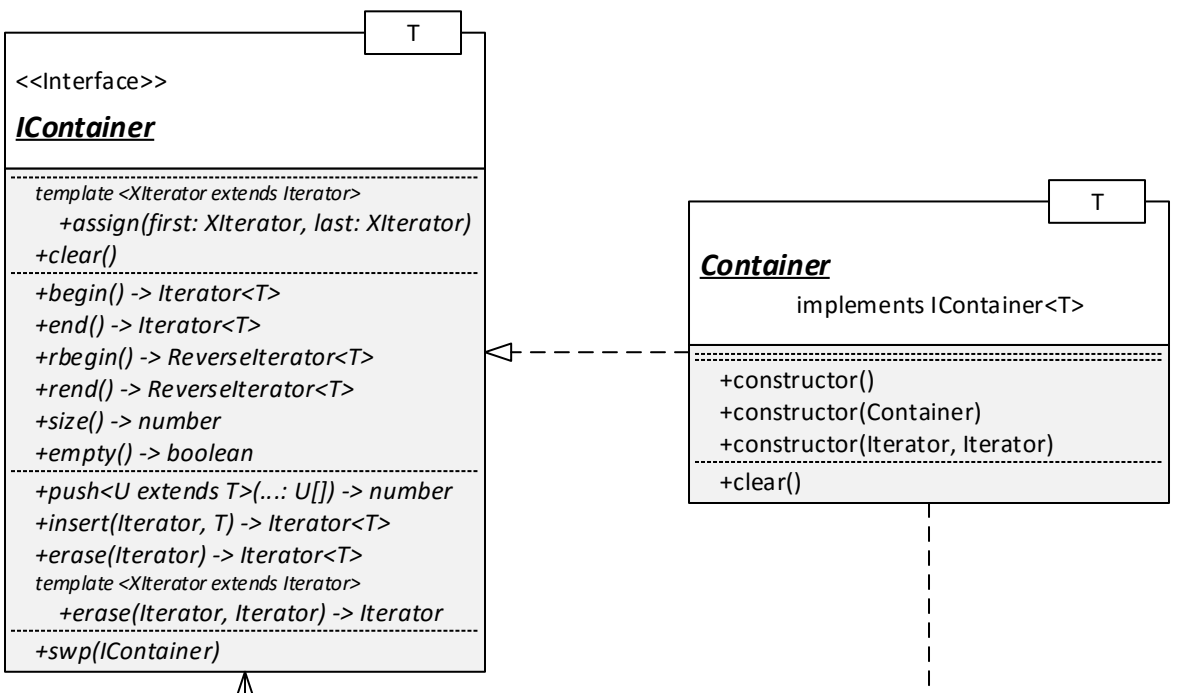 T
<<Interface>>
IContainer
template <XIterator extends Iterator>
+assign(first: XIterator, last: XIterator)
+clear()
+begin() -> Iterator<T>
+end() -> Iterator<T>
+rbegin() -> ReverseIterator<T>
+rend() -> ReverseIterator<T>
+size() -> number
+empty() -> boolean
+push<U extends T>(...: U[]) -> number
+insert(Iterator, T) -> Iterator<T>
+erase(Iterator) -> Iterator<T>
template <XIterator extends Iterator>
+erase(Iterator, Iterator) -> Iterator
+swp(IContainer)
T
Container
implements IContainer<T>
+constructor()
+constructor(Container)
+constructor(Iterator, Iterator)
+clear()